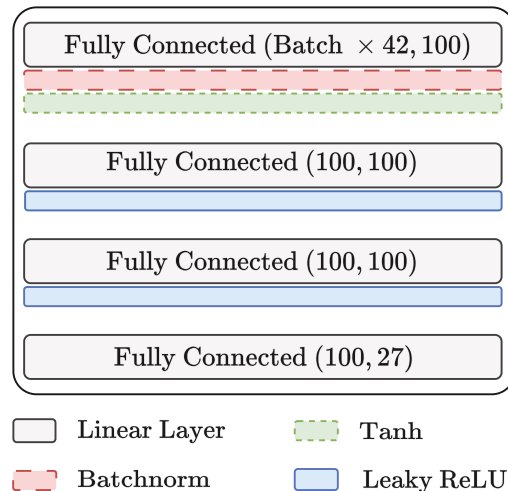 Fully Connected (Batch × 42, 100)
Fully Connected (100, 100)
Fully Connected (100, 100)
Fully Connected (100, 27)
Linear Layer
Tanh
Batchnorm
Leaky ReLU